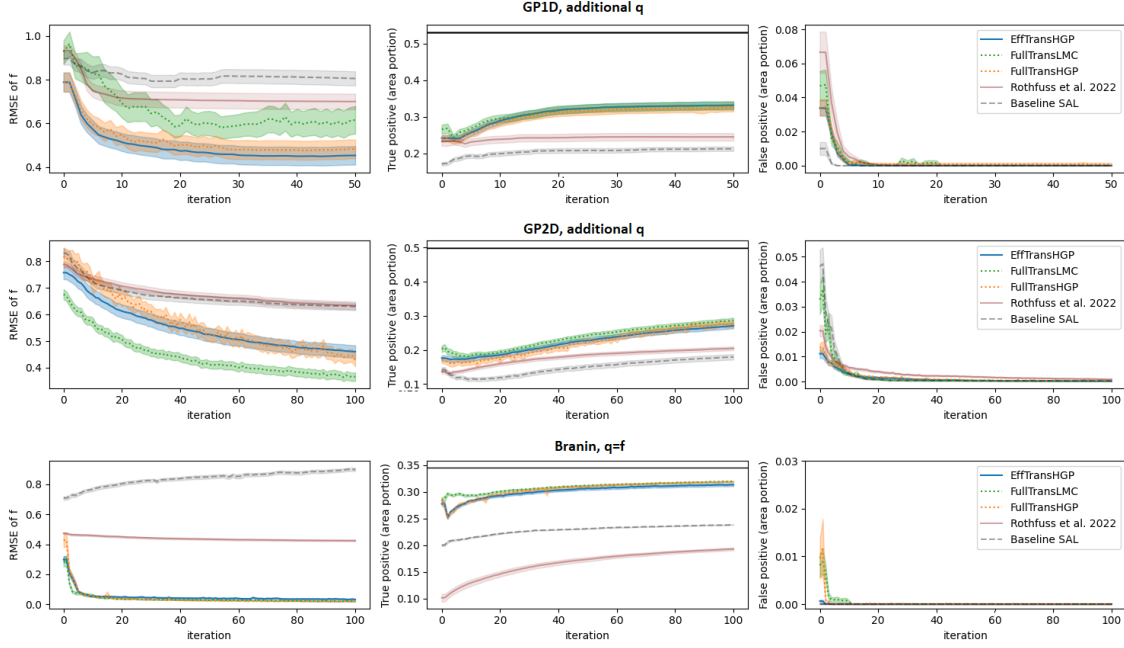 GP1D, additional q
1.0
0.8
0.6
0.4
RMSE of f
0 10 20 30 40 50
iteration
0.5
0.4
0.3
0.2
True positive (area portion)
0 10 20 30 40 50
iteration
0.08
0.06
0.04
0.02
0.00
False positive (area portion)
0 10 20 30 40 50
iteration
EffTransHGP
FullTransLMC
FullTransHGP
Rothfuss et al. 2022
Baseline SAL
GP2D, additional q
0.8
0.7
0.6
0.5
0.4
RMSE of f
0 20 40 60 80 100
iteration
0.5
0.4
0.3
0.2
0.1
True positive (area portion)
0 20 40 60 80 100
iteration
0.05
0.04
0.03
0.02
0.01
0.00
False positive (area portion)
0 20 40 60 80 100
iteration
EffTransHGP
FullTransLMC
FullTransHGP
Rothfuss et al. 2022
Baseline SAL
Branin, q=f
0.8
0.6
0.4
0.2
0.0
RMSE of f
0 20 40 60 80 100
iteration
0.35
0.30
0.25
0.20
0.15
0.10
True positive (area portion)
0 20 40 60 80 100
iteration
0.03
0.02
0.01
0.00
False positive (area portion)
0 20 40 60 80 100
iteration
EffTransHGP
FullTransLMC
FullTransHGP
Rothfuss et al. 2022
Baseline SAL